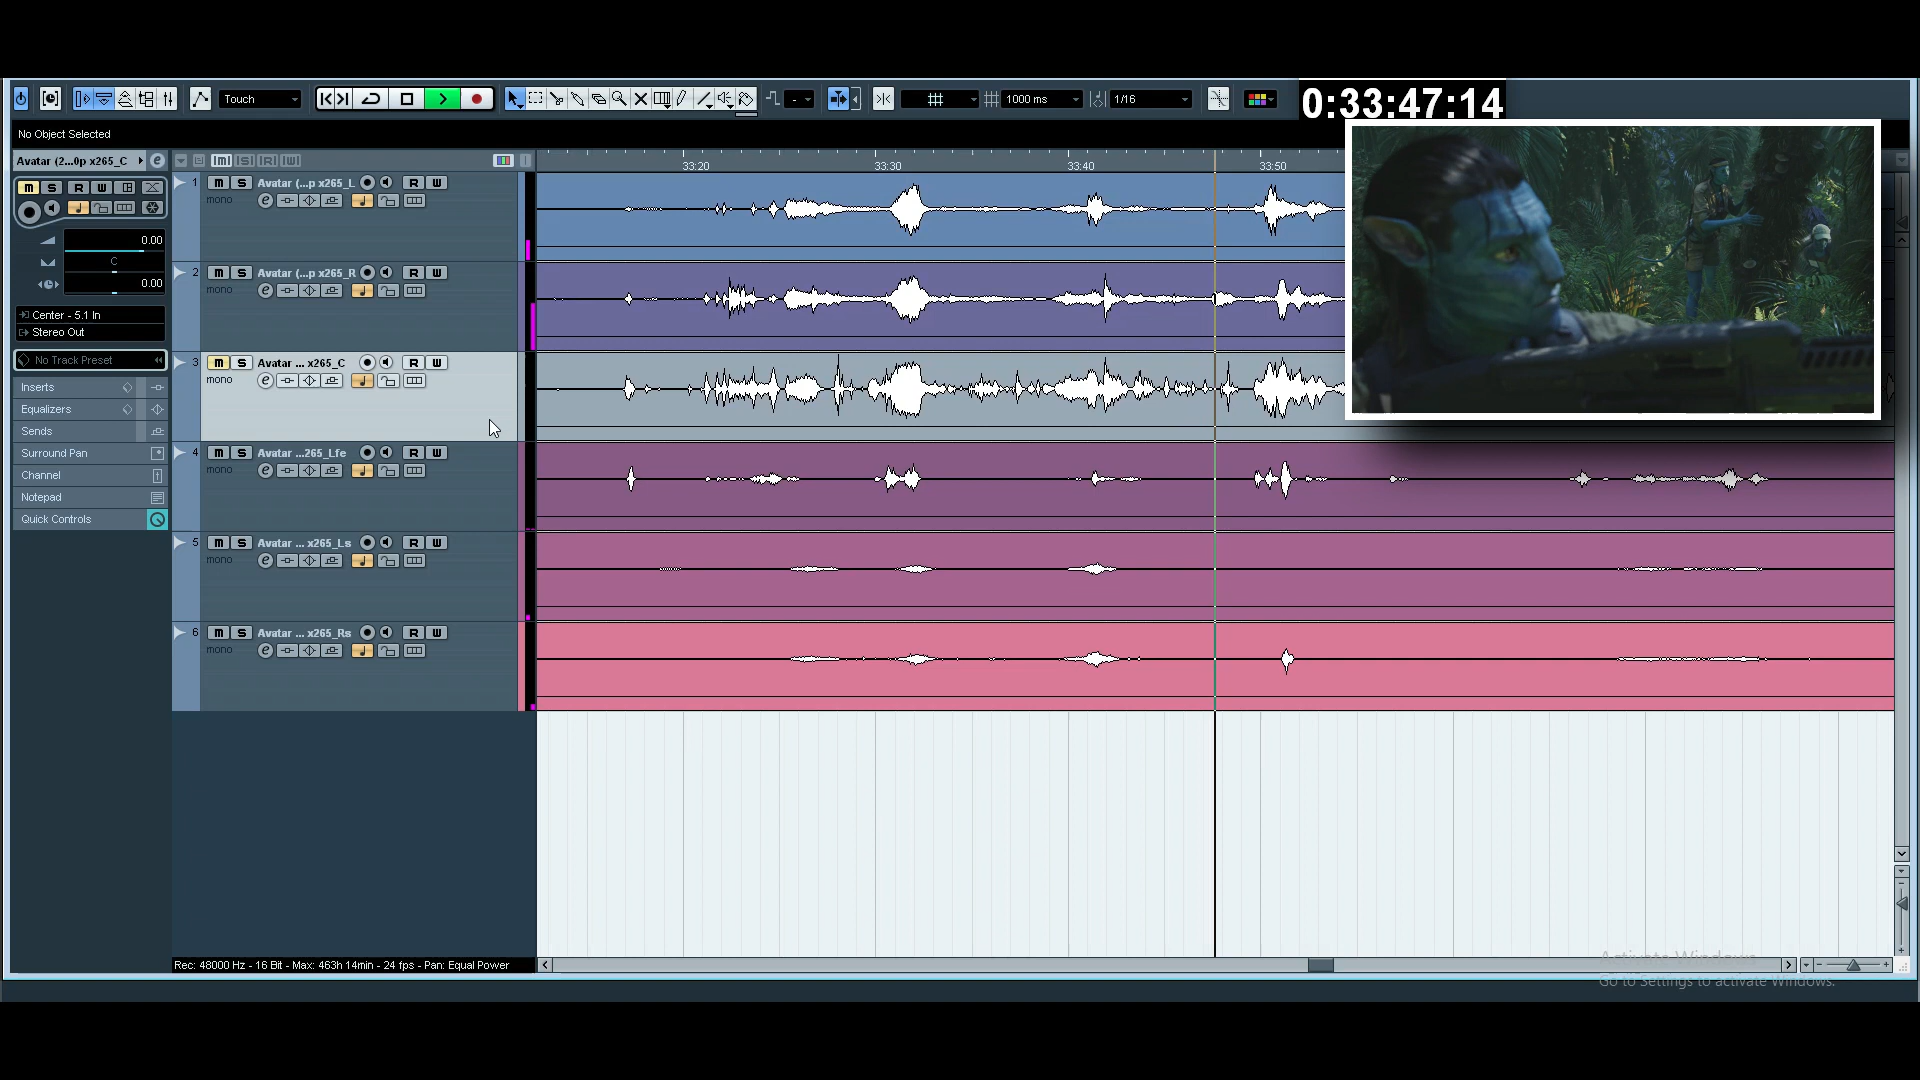 Touch
-
1000 ms
1/16
0:33:47:14
No Object Selected
Avatar (2...0p x265_C
m S R W
0.00
C
0.00
Center - 5.1 In
Stereo Out
No Track Preset
Inserts
Equalizers
Sends
Surround Pan
Channel
Notepad
Quick Controls
33:20 33:30 33:40 33:50
1 m S Avatar (...p x265_L R W
mono e
2 m S Avatar (...p x265_R R W
mono e
3 m S Avatar ... x265_C R W
mono e
4 m S Avatar ...265_Lfe R W
mono e
5 m S Avatar ... x265_Ls R W
mono e
6 m S Avatar ... x265_Rs R W
mono e
Rec: 48000 Hz - 16 Bit - Max: 463h 14min - 24 fps - Pan: Equal Power
Activate Windows
Go to Settings to activate Windows.